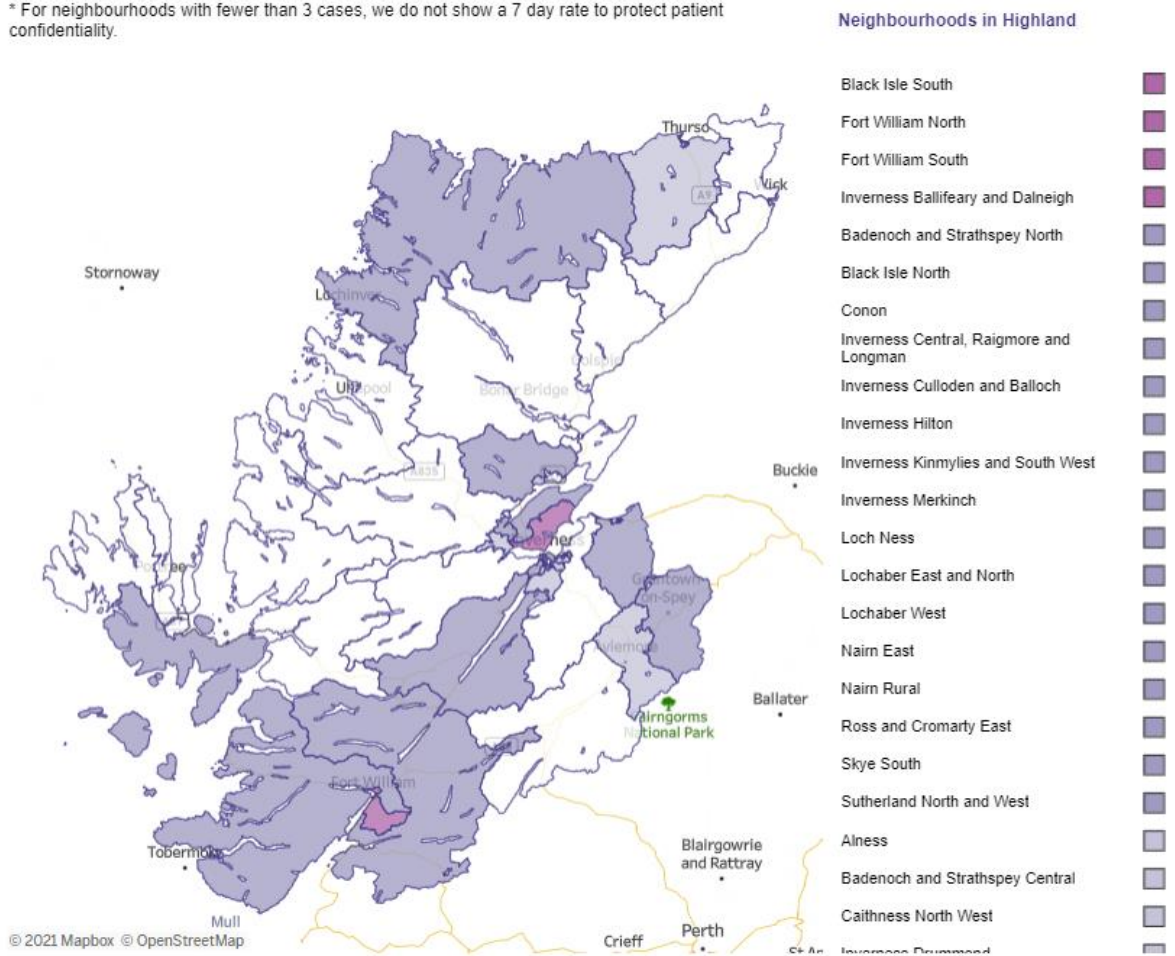 * For neighbourhoods with fewer than 3 cases, we do not show a 7 day rate to protect patient
confidentiality.
Neighbourhoods in Highland
Black Isle South
Fort William North
Fort William South
Inverness Ballifeary and Dalneigh
Badenoch and Strathspey North
Black Isle North
Conon
Inverness Central, Raigmore and
Longman
Inverness Culloden and Balloch
Inverness Hilton
Inverness Kinmylies and South West
Inverness Merkinch
Loch Ness
Lochaber East and North
Lochaber West
Nairn East
Nairn Rural
Ross and Cromarty East
Skye South
Sutherland North and West
Alness
Badenoch and Strathspey Central
Caithness North West
Inverness Drummond
Thurso
Wick
A9
Stornoway
Lochinver
Ullapool
Bonar Bridge
A835
Buckie
Portree
Grantown-
on-Spey
Aviemore
Ballater
Cairngorms
National Park
Fort William
Tobermory
Blairgowrie
and Rattray
Mull
Crieff
Perth
© 2021 Mapbox © OpenStreetMap